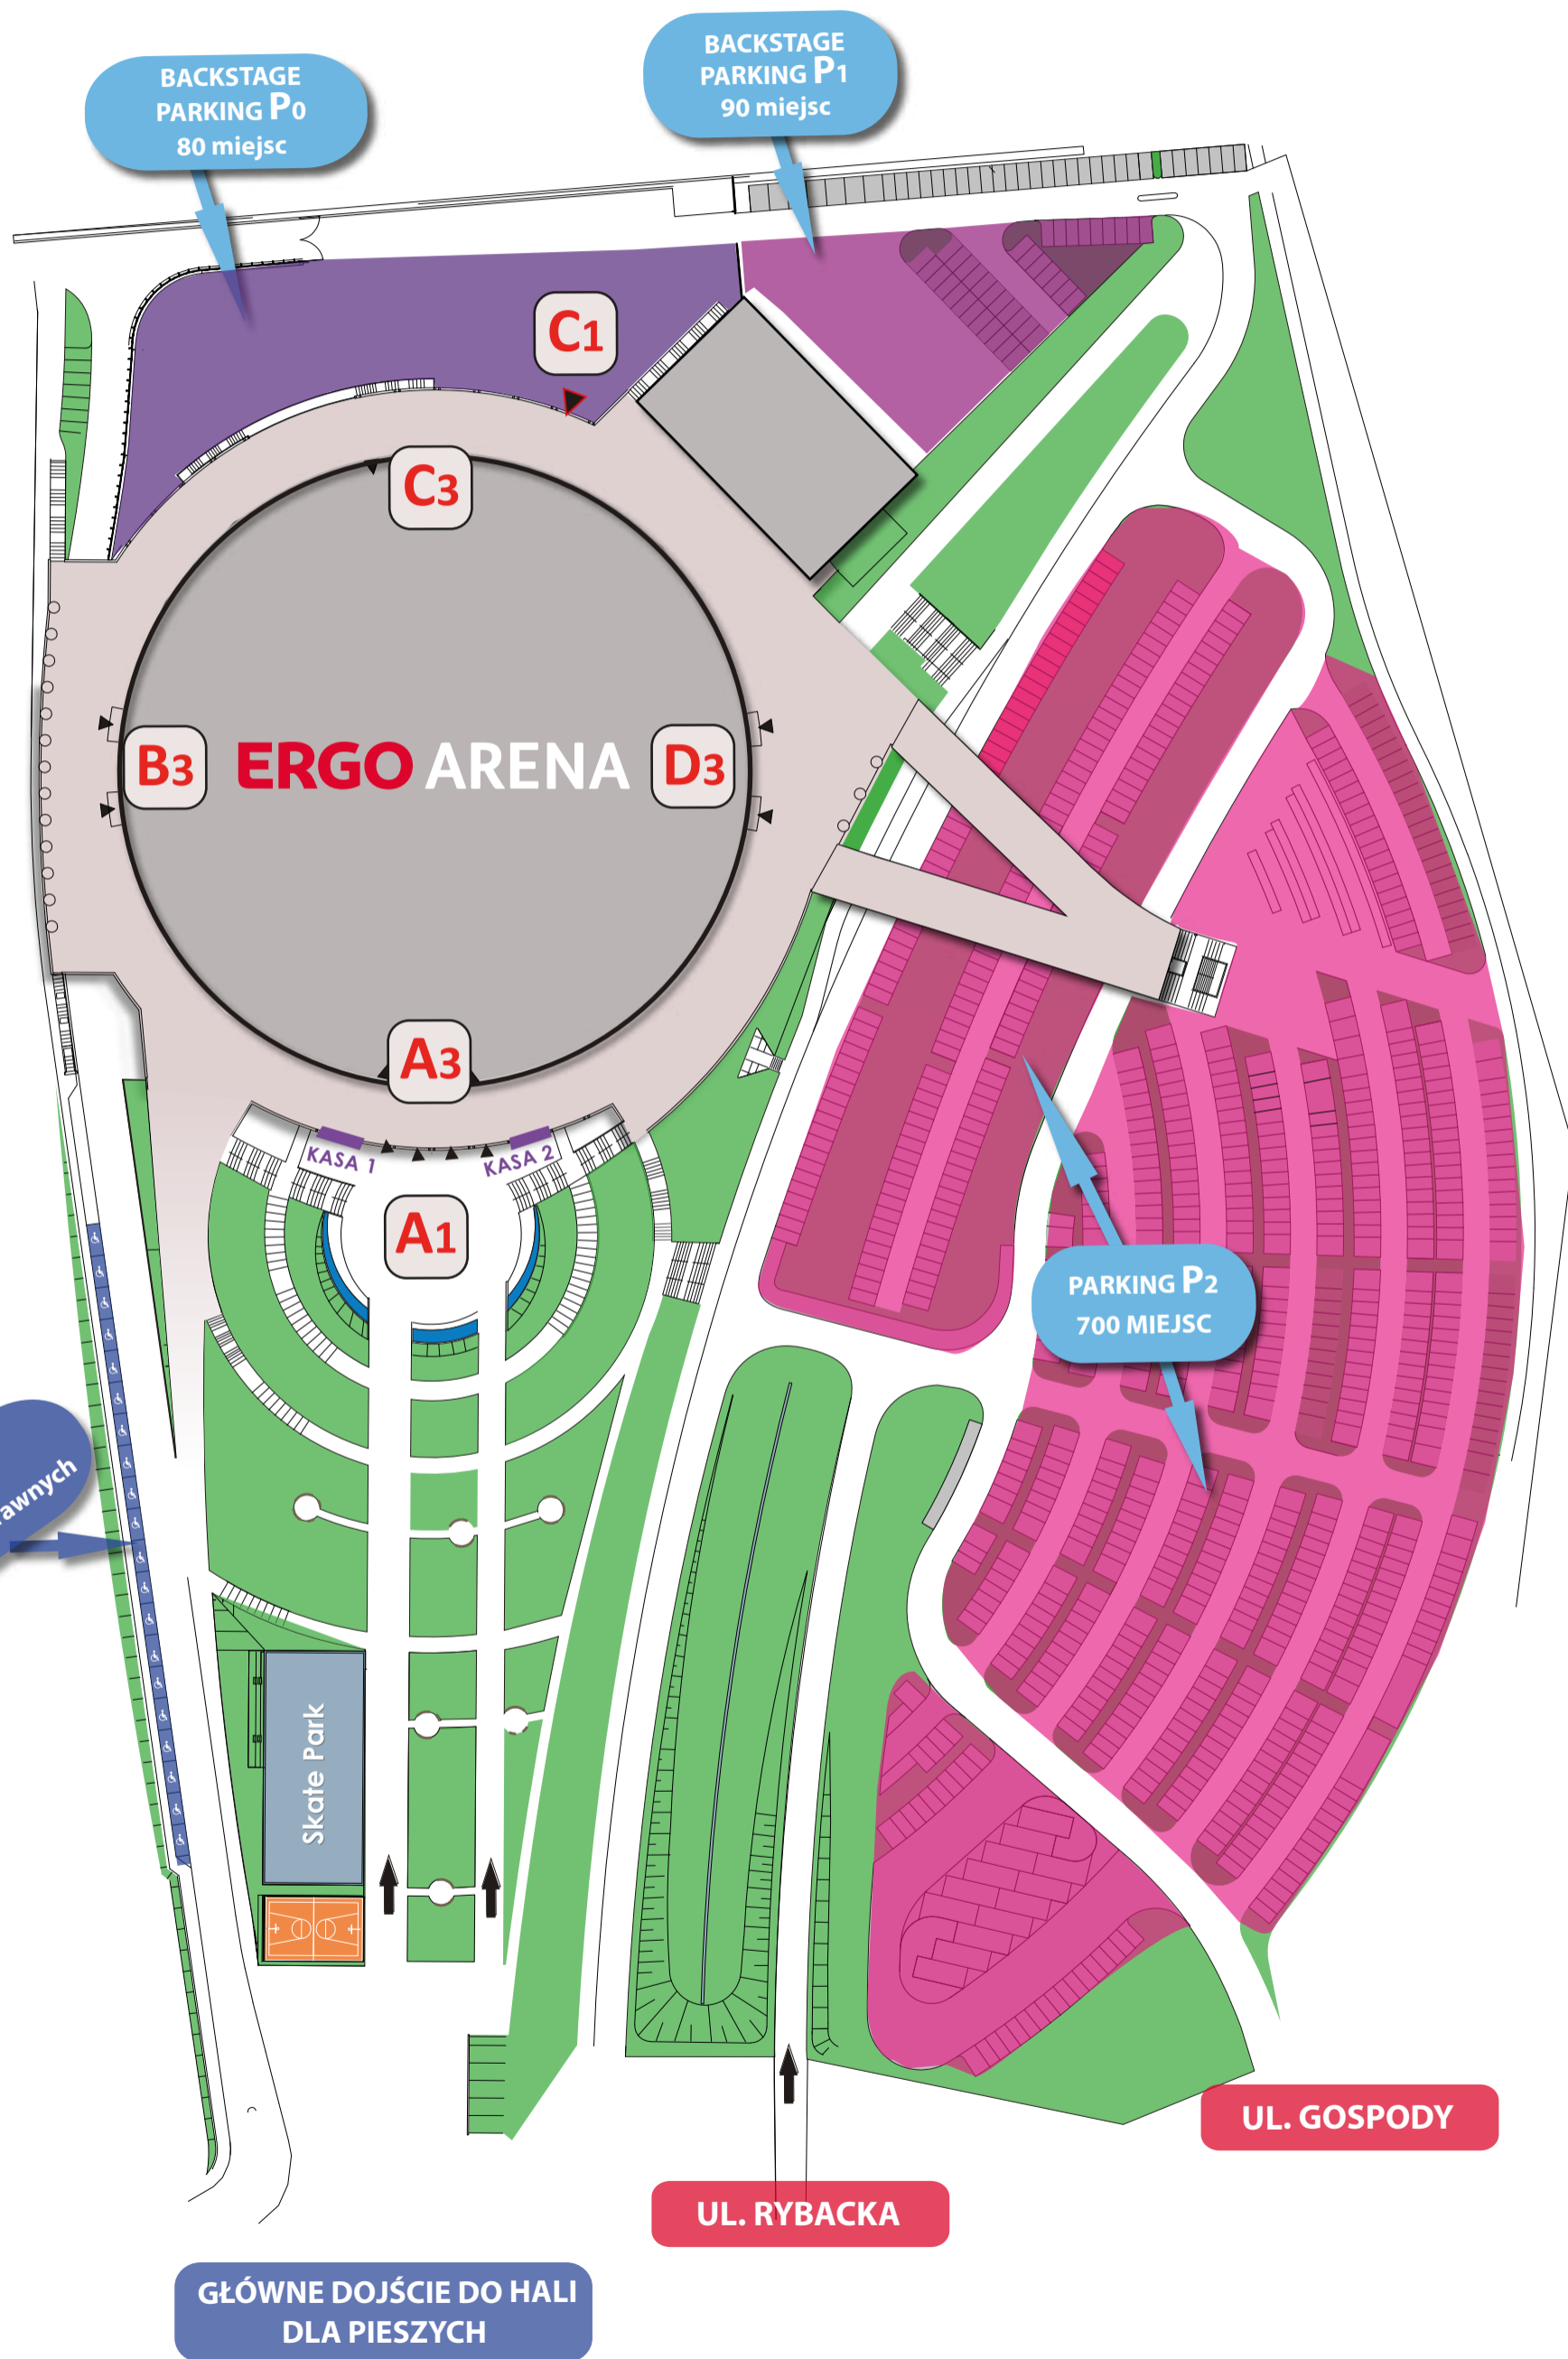 BACKSTAGE
PARKING P0
80 miejsc
BACKSTAGE
PARKING P1
90 miejsc
C1
C3
B3
ERGO ARENA
D3
A3
KASA 1
KASA 2
A1
PARKING P2
700 MIEJSC
Skate Park
UL. GOSPODY
UL. RYBACKA
GŁÓWNE DOJŚCIE DO HALI
DLA PIESZYCH